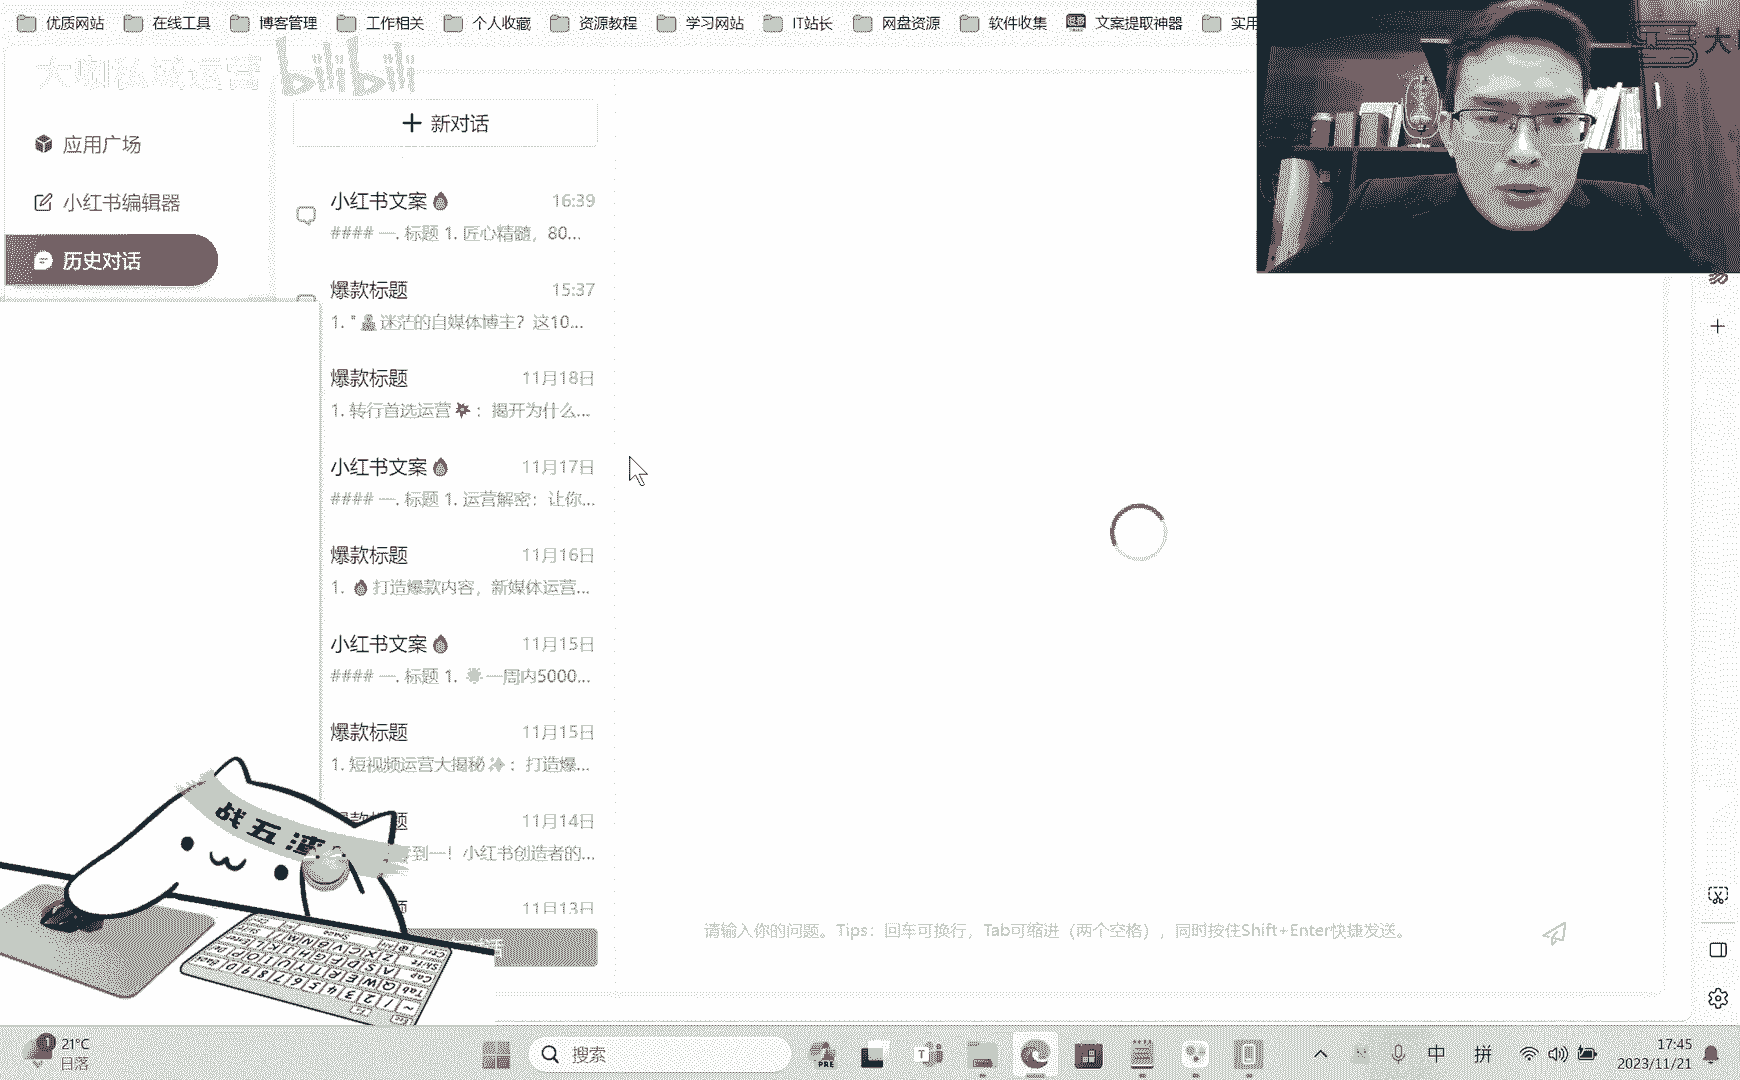 优质网站 在线工具 博客管理 工作相关 个人收藏 资源教程 学习网站 IT站长 网盘资源 软件收集 文案提取神器 实用
大咖私域运营 bilibili
大
新对话
应用广场
小红书编辑器
历史对话
小红书文案 16:39
#### 一. 标题 1. 匠心精髓，80...
爆款标题 15:37
1. " 迷茫的自媒体博主？这10...
爆款标题 11月18日
1. 转行首选运营 ：揭开为什么...
小红书文案 11月17日
#### 一. 标题 1. 运营解密：让你...
爆款标题 11月16日
1. 打造爆款内容，新媒体运营...
小红书文案 11月15日
#### 一. 标题 1. 一周内5000...
爆款标题 11月15日
1. 短视频运营大揭秘 ：打造爆...
题 11月14日
到一！小红书创造者的...
11月13日
战五渣
请输入你的问题。Tips：回车可换行，Tab可缩进（两个空格），同时按住Shift+Enter快捷发送。
21°C
日落
搜索
PRE
中 拼
17:45
2023/11/21